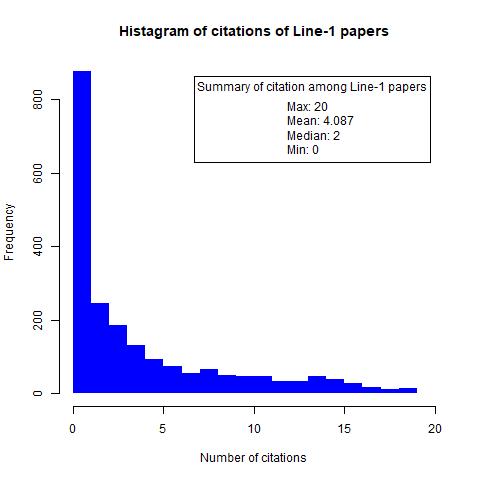 Histagram of citations of Line-1 papers
Summary of citation among Line-1 papers
Max: 20
Mean: 4.087
Median: 2
Min: 0
800
600
400
200
0
Frequency
0 5 10 15 20
Number of citations